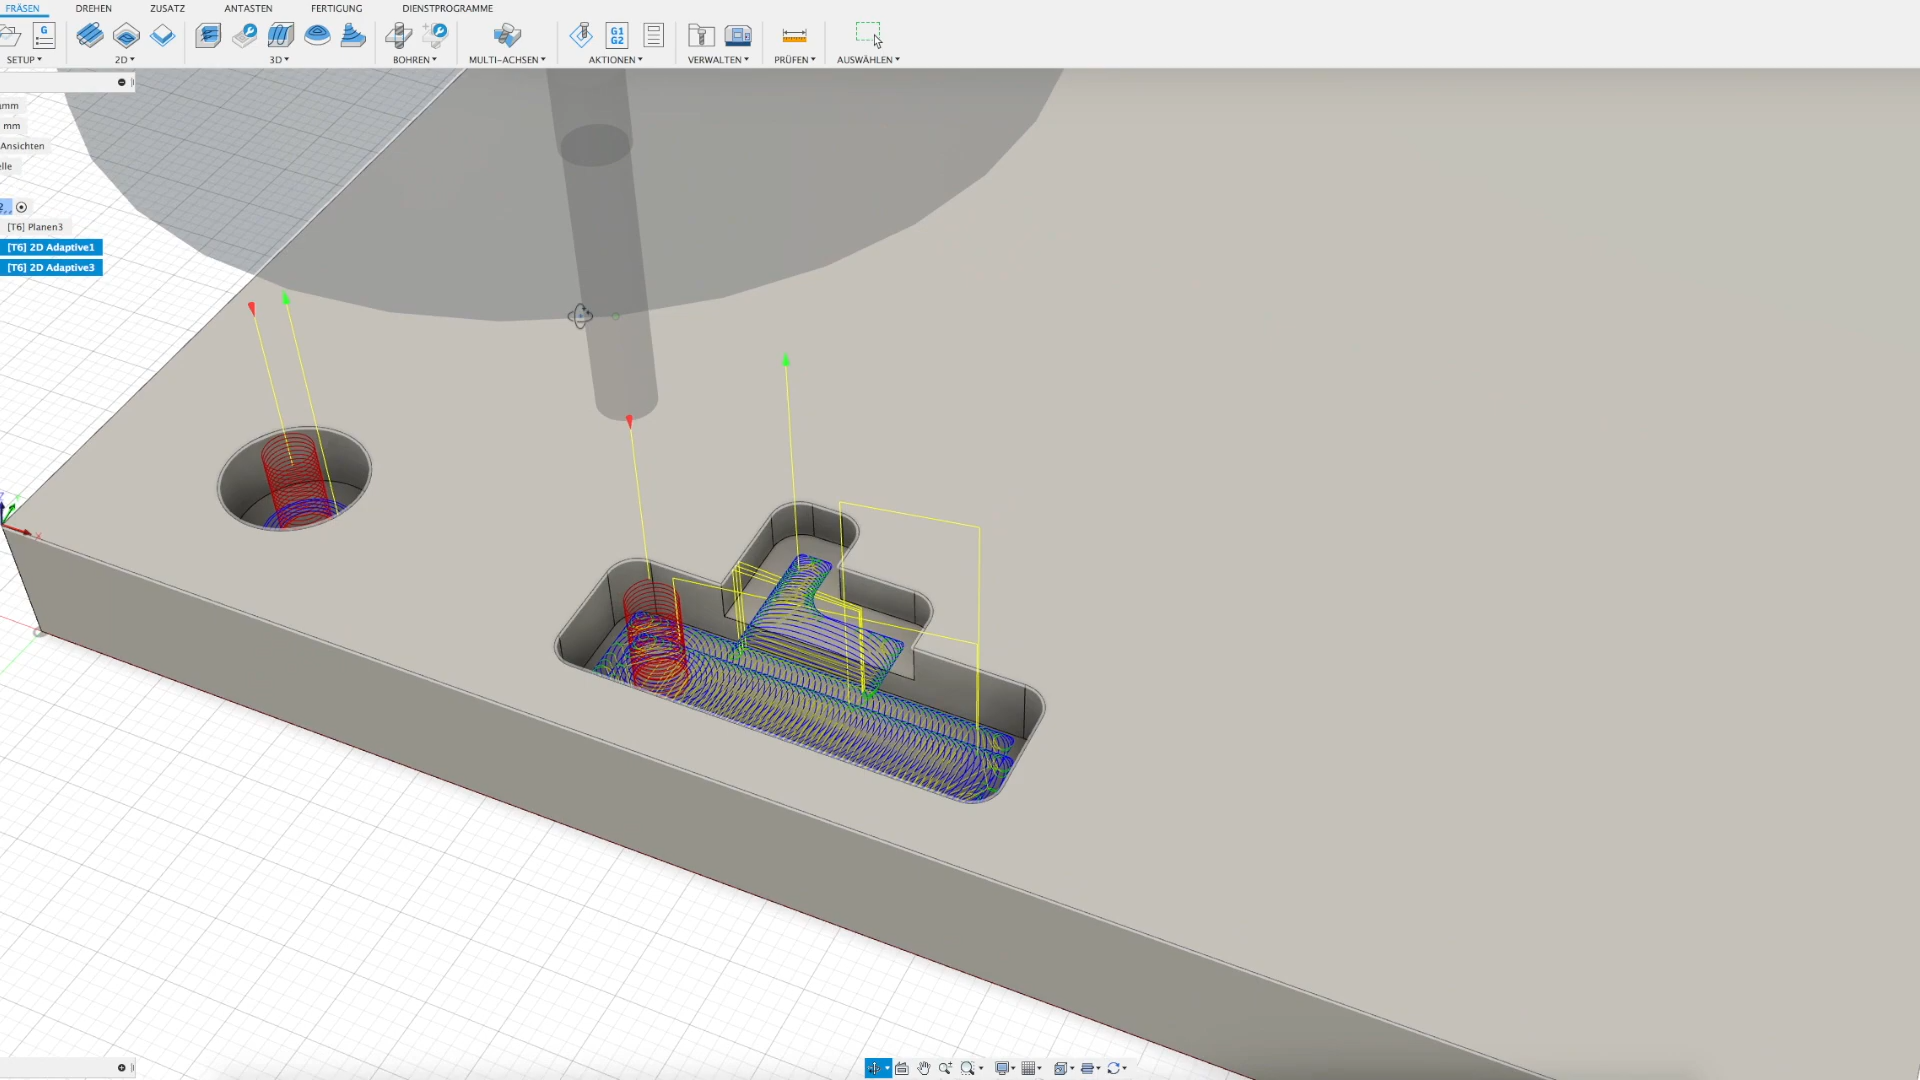 FRÄSEN DREHEN ZUSATZ ANTASTEN FERTIGUNG DIENSTPROGRAMME
G G1 G2
SETUP 2D 3D BOHREN MULTI-ACHSEN AKTIONEN VERWALTEN PRÜFEN AUSWÄHLEN
mm
Ansichten
[T6] Planen3
[T6] 2D Adaptive1
[T6] 2D Adaptive3
X